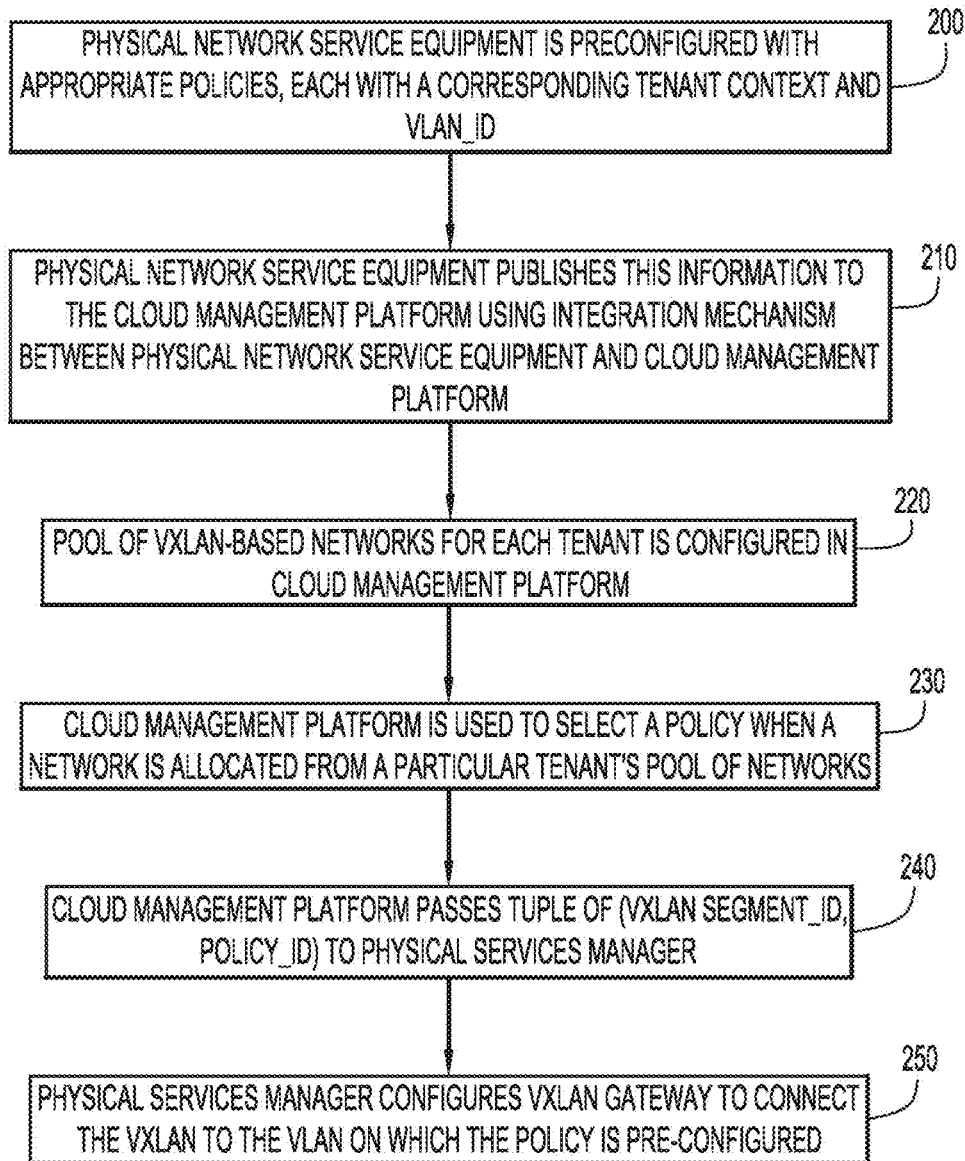 200
PHYSICAL NETWORK SERVICE EQUIPMENT IS PRECONFIGURED WITH
APPROPRIATE POLICIES, EACH WITH A CORRESPONDING TENANT CONTEXT AND
VLAN_ID
210
PHYSICAL NETWORK SERVICE EQUIPMENT PUBLISHES THIS INFORMATION TO
THE CLOUD MANAGEMENT PLATFORM USING INTEGRATION MECHANISM
BETWEEN PHYSICAL NETWORK SERVICE EQUIPMENT AND CLOUD MANAGEMENT
PLATFORM
220
POOL OF VXLAN-BASED NETWORKS FOR EACH TENANT IS CONFIGURED IN
CLOUD MANAGEMENT PLATFORM
230
CLOUD MANAGEMENT PLATFORM IS USED TO SELECT A POLICY WHEN A
NETWORK IS ALLOCATED FROM A PARTICULAR TENANT'S POOL OF NETWORKS
240
CLOUD MANAGEMENT PLATFORM PASSES TUPLE OF (VXLAN SEGMENT_ID,
POLICY_ID) TO PHYSICAL SERVICES MANAGER
250
PHYSICAL SERVICES MANAGER CONFIGURES VXLAN GATEWAY TO CONNECT
THE VXLAN TO THE VLAN ON WHICH THE POLICY IS PRE-CONFIGURED